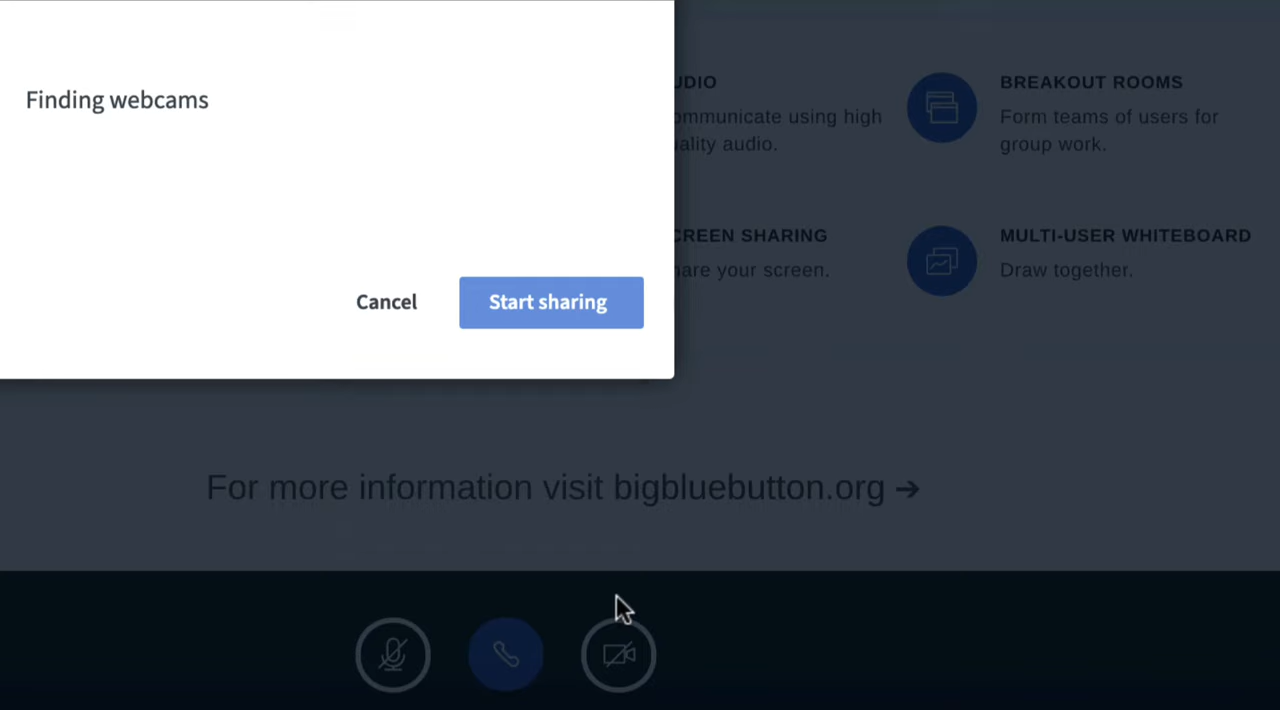 Finding webcams
Cancel
Start sharing
UDIO
ommunicate using high
ality audio.
BREAKOUT ROOMS
Form teams of users for
group work.
CREEN SHARING
hare your screen.
MULTI-USER WHITEBOARD
Draw together.
For more information visit bigbluebutton.org →